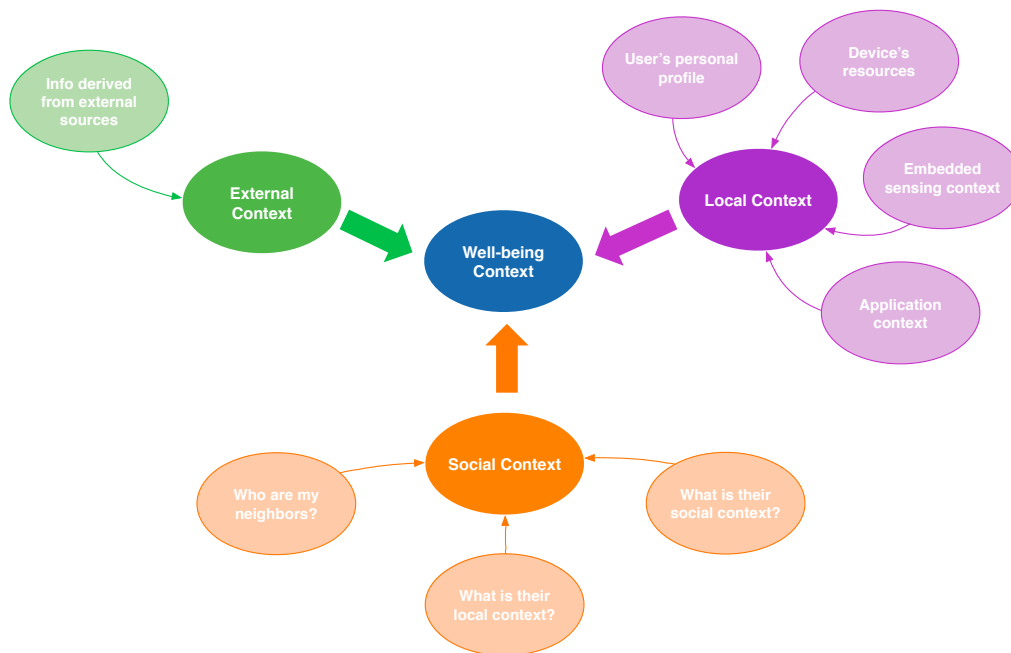 Info derived
from external
sources
External
Context
User's personal
profile
Device's
resources
Embedded
sensing context
Local Context
Application
context
Well-being
Context
Social Context
Who are my
neighbors?
What is their
local context?
What is their
social context?